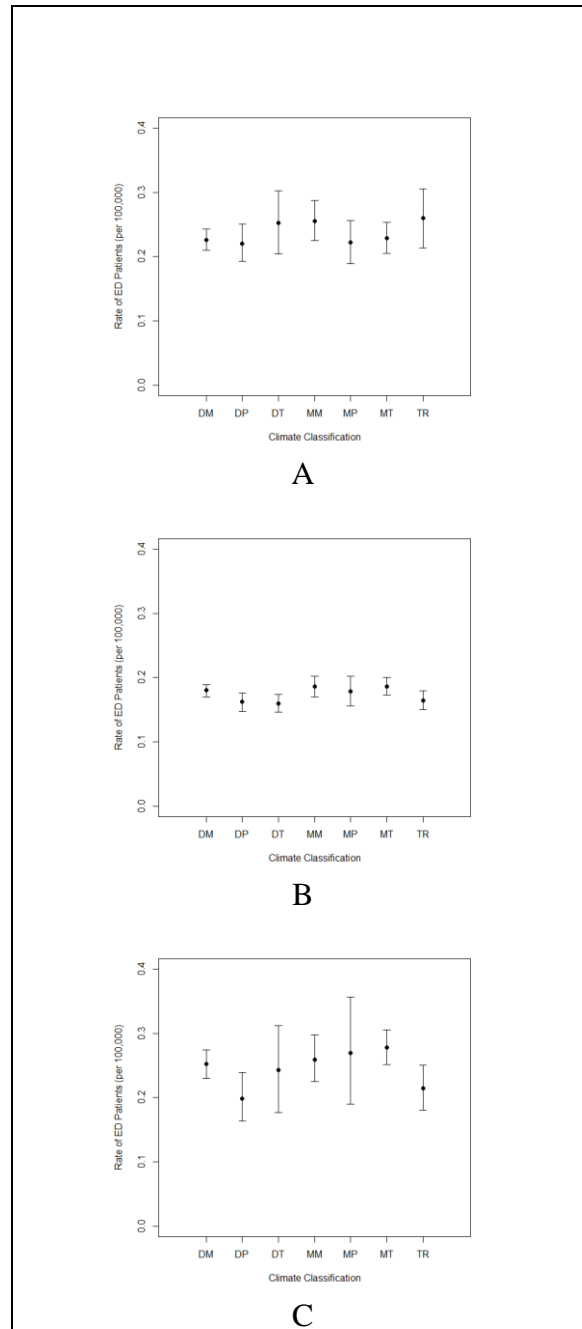 0.4
0.3
0.2
0.1
0.0
Rate of ED Patients (per 100,000)
DM DP DT MM MP MT TR
Climate Classification
A
0.4
0.3
0.2
0.1
0.0
Rate of ED Patients (per 100,000)
DM DP DT MM MP MT TR
Climate Classification
B
0.4
0.3
0.2
0.1
0.0
Rate of ED Patients (per 100,000)
DM DP DT MM MP MT TR
Climate Classification
C